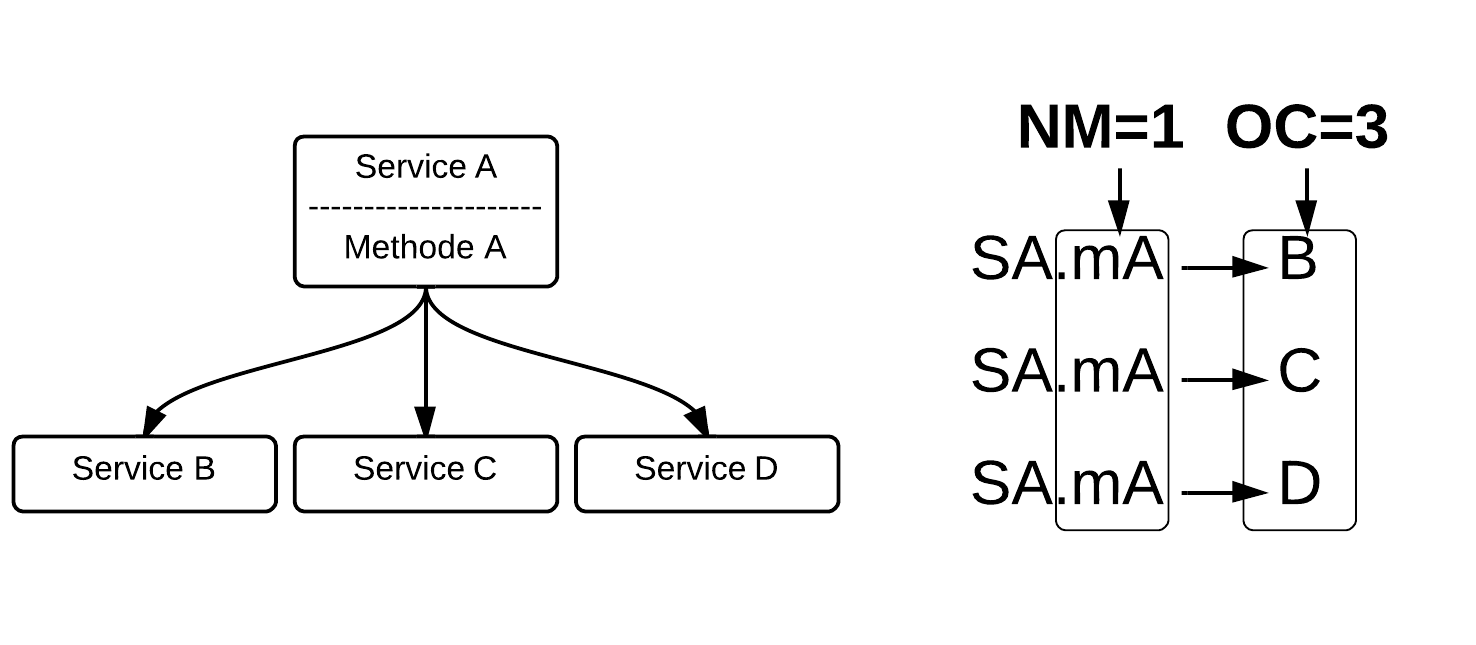 Service A
Methode A
Service B
Service C
Service D
NM=1 OC=3
SA.mA B
SA.mA C
SA.mA D